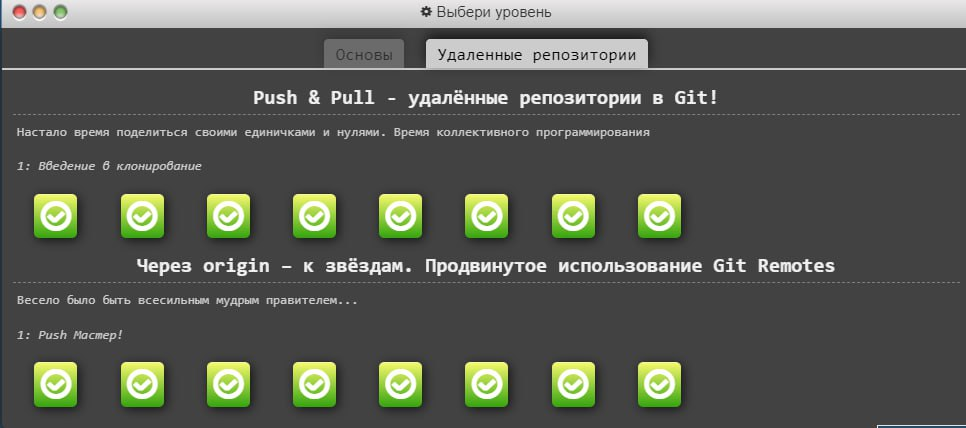 Выбери уровень
Основы
Удаленные репозитории
Push & Pull - удалённые репозитории в Git!
Настало время поделиться своими единичками и нулями. Время коллективного программирования
1: Введение в клонирование
Через origin – к звёздам. Продвинутое использование Git Remotes
Весело было быть всесильным мудрым правителем...
1: Push Мастер!